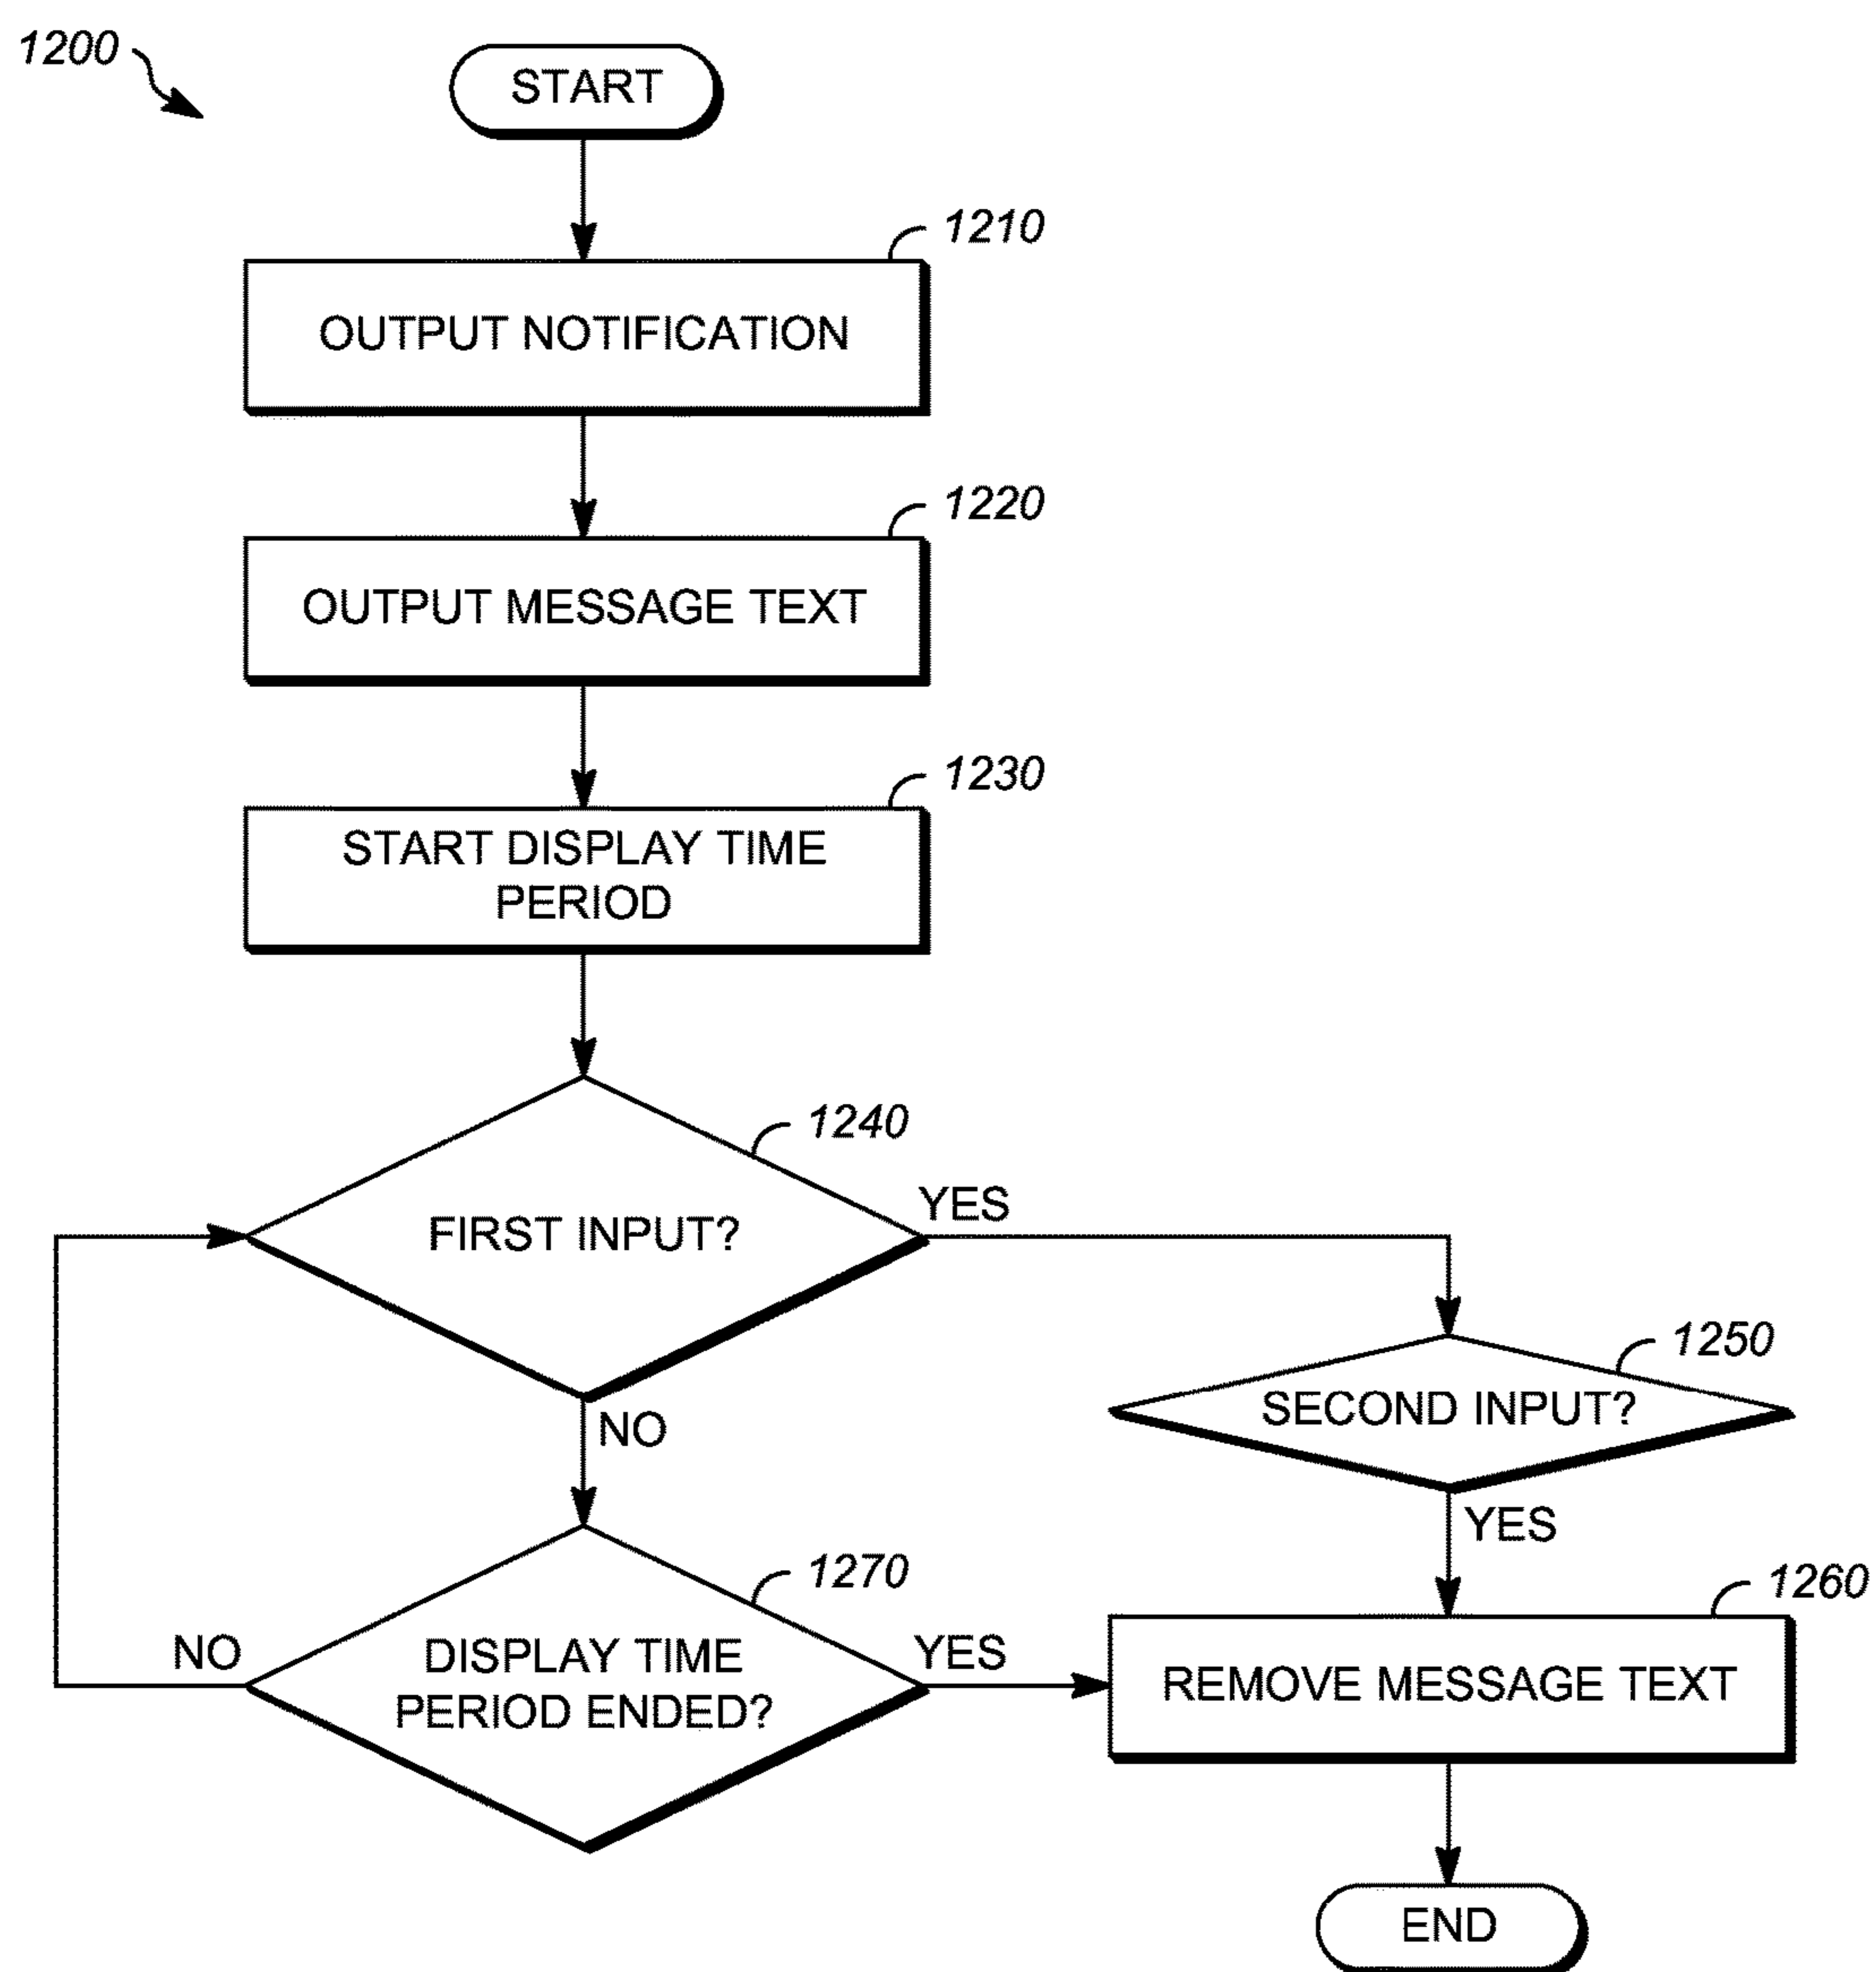 1200
START
1210
OUTPUT NOTIFICATION
1220
OUTPUT MESSAGE TEXT
1230
START DISPLAY TIME
PERIOD
1240
FIRST INPUT?
YES
1250
SECOND INPUT?
NO
YES
1270
1260
NO
DISPLAY TIME
PERIOD ENDED?
YES
REMOVE MESSAGE TEXT
END